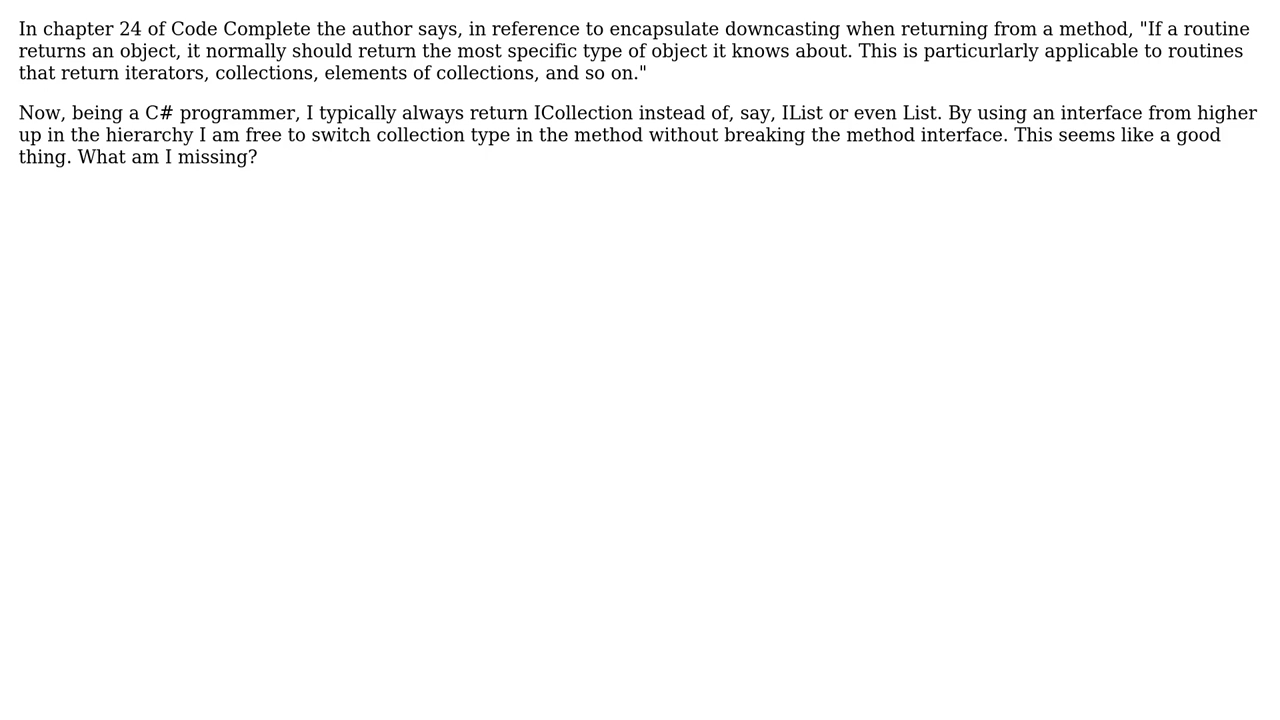 In chapter 24 of Code Complete the author says, in reference to encapsulate downcasting when returning from a method, "If a routine
returns an object, it normally should return the most specific type of object it knows about. This is particurlarly applicable to routines
that return iterators, collections, elements of collections, and so on."
Now, being a C# programmer, I typically always return ICollection instead of, say, IList or even List. By using an interface from higher
up in the hierarchy I am free to switch collection type in the method without breaking the method interface. This seems like a good
thing. What am I missing?